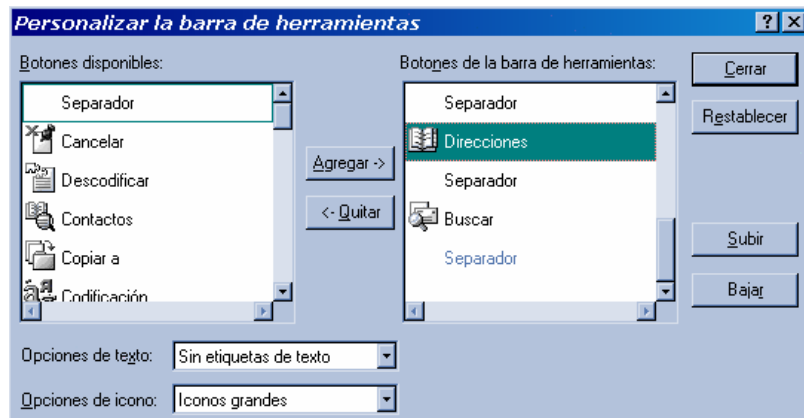 Personalizar la barra de herramientas
Botones disponibles:
Separador
Cancelar
Descodificar
Contactos
Copiar a
Codificación
Agregar ->
<- Quitar
Botones de la barra de herramientas:
Separador
Direcciones
Separador
Buscar
Separador
Cerrar
Restablecer
Subir
Bajar
Opciones de texto: Sin etiquetas de texto
Opciones de icono: Iconos grandes